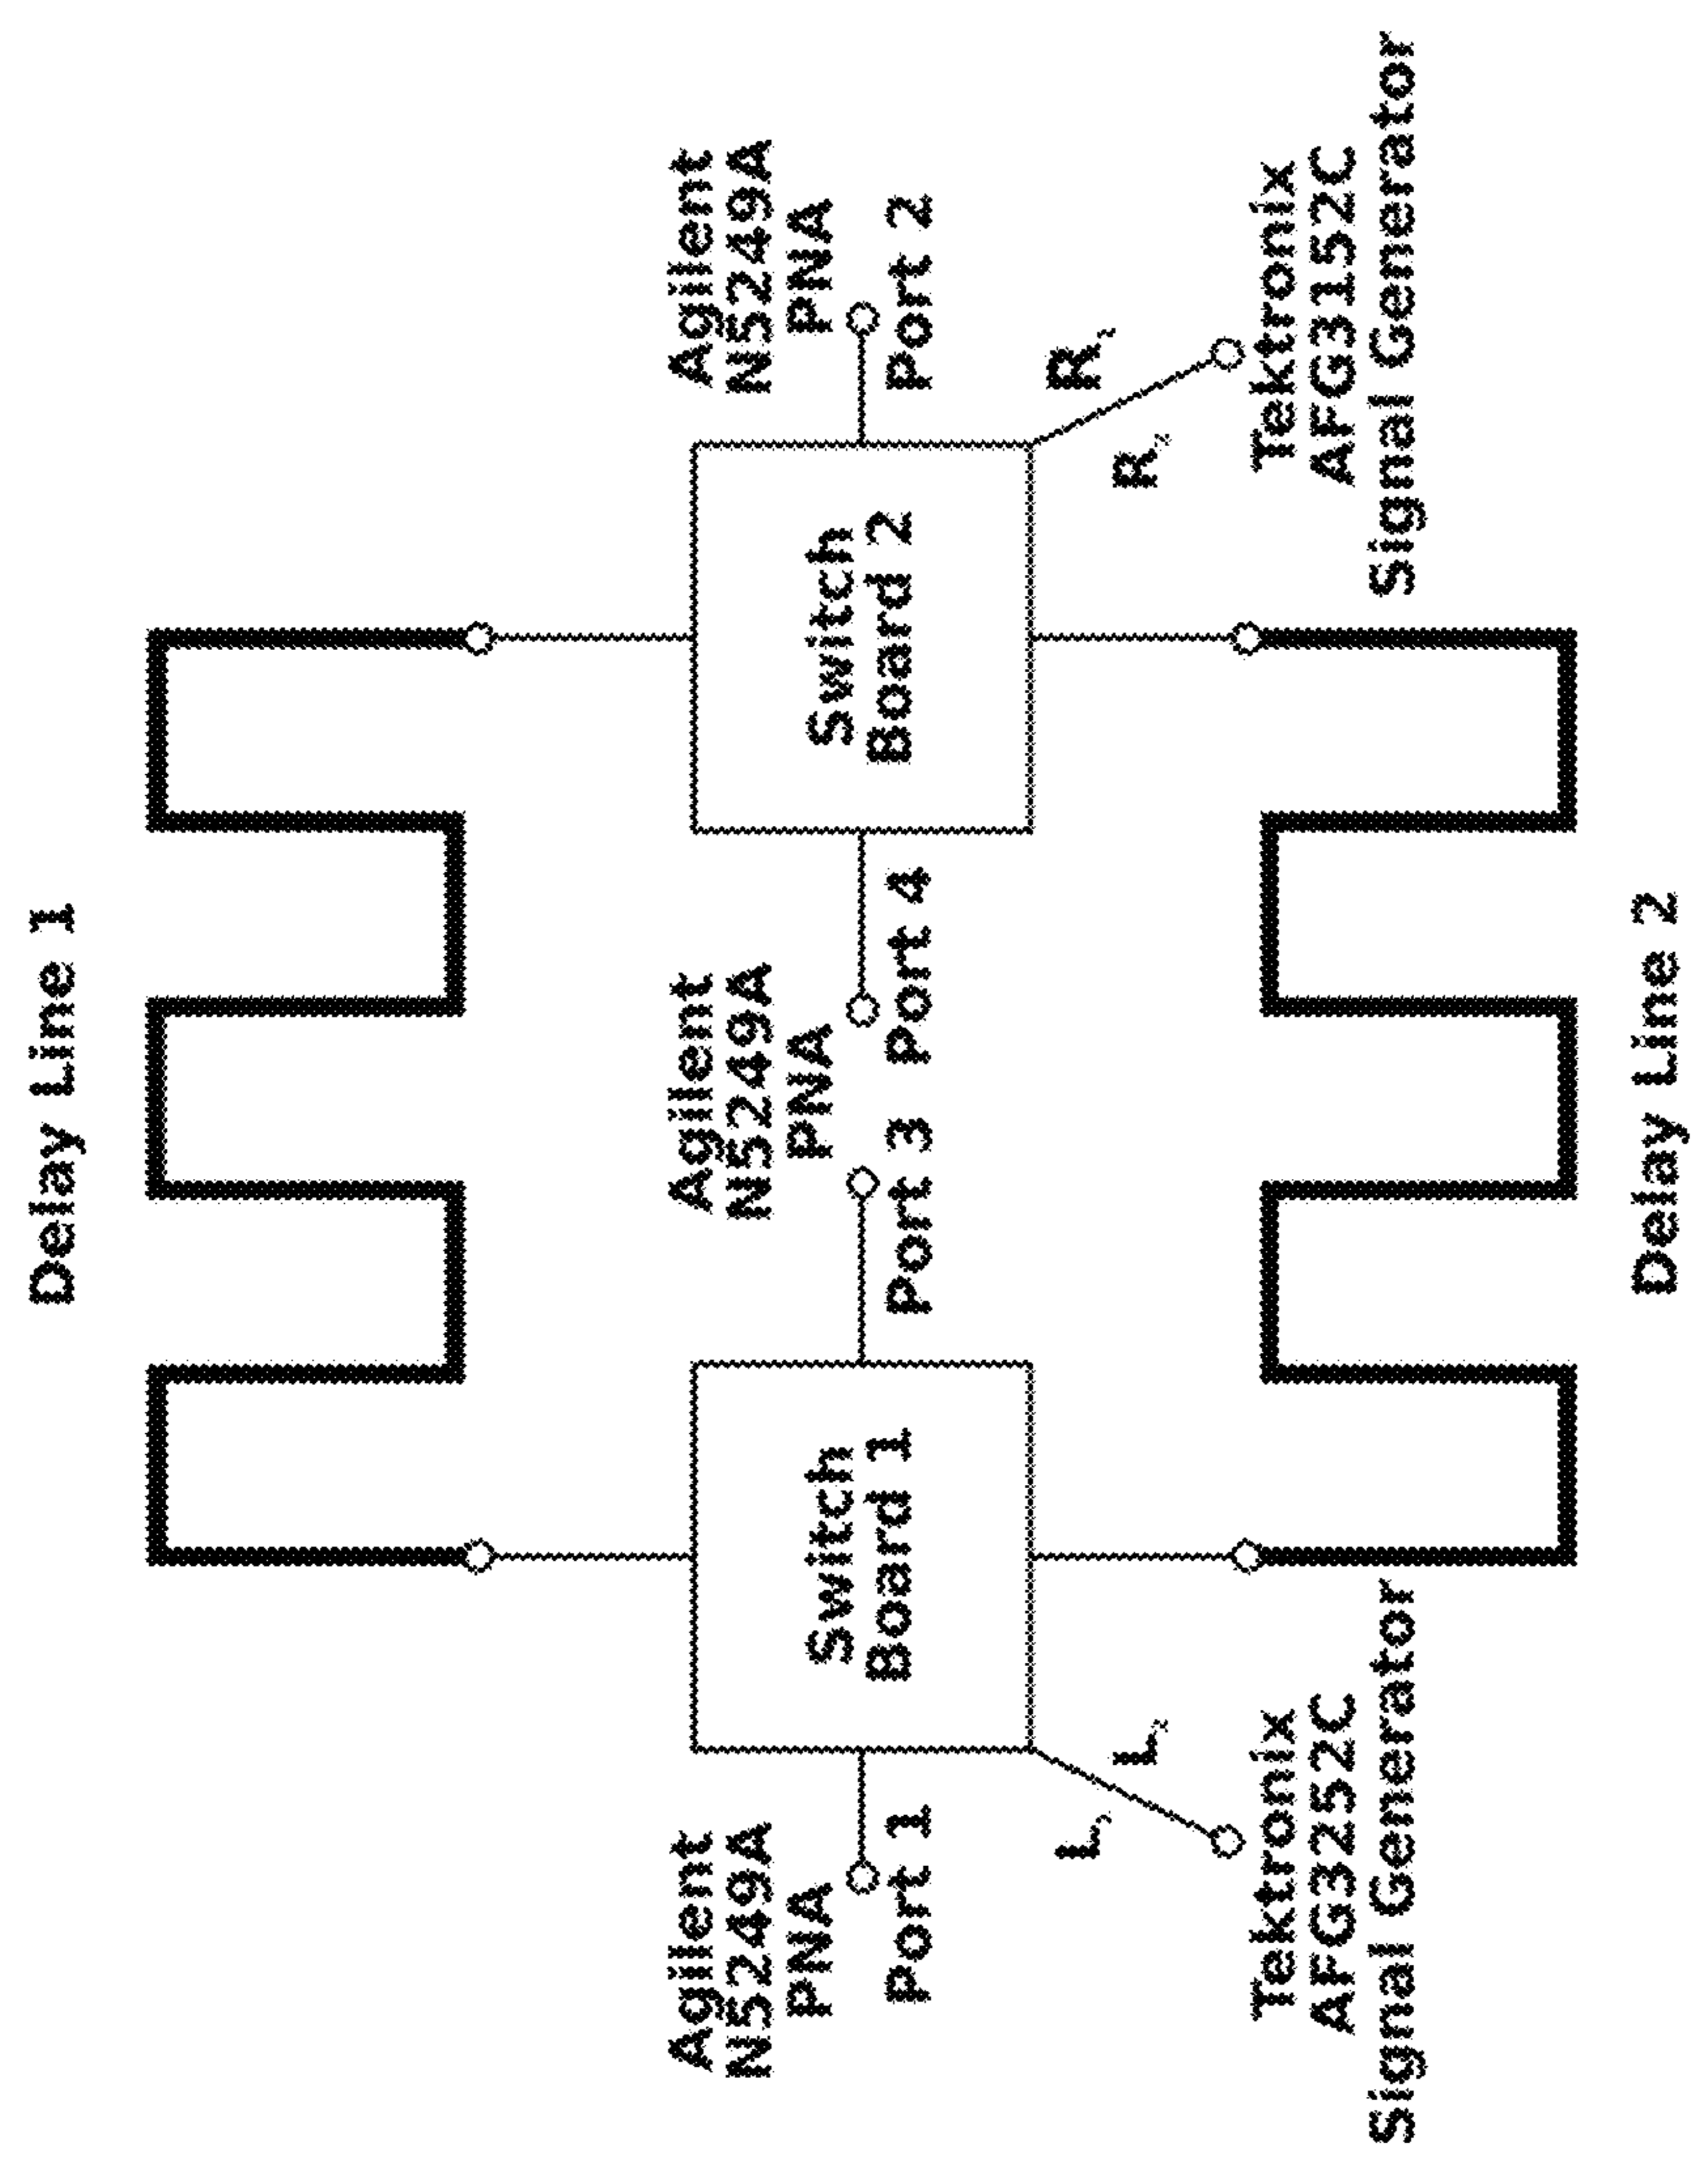 Delay Line 1
Agilent
N5249A
PNA
Port 1
Switch
Board 1
Agilent
N5249A
PNA
Port 3
Port 4
Switch
Board 2
Agilent
N5249A
PNA
Port 2
L
L
Tektronix
AFG3252C
Signal Generator
R
R
Tektronix
AFG3152C
Signal Generator
Delay Line 2